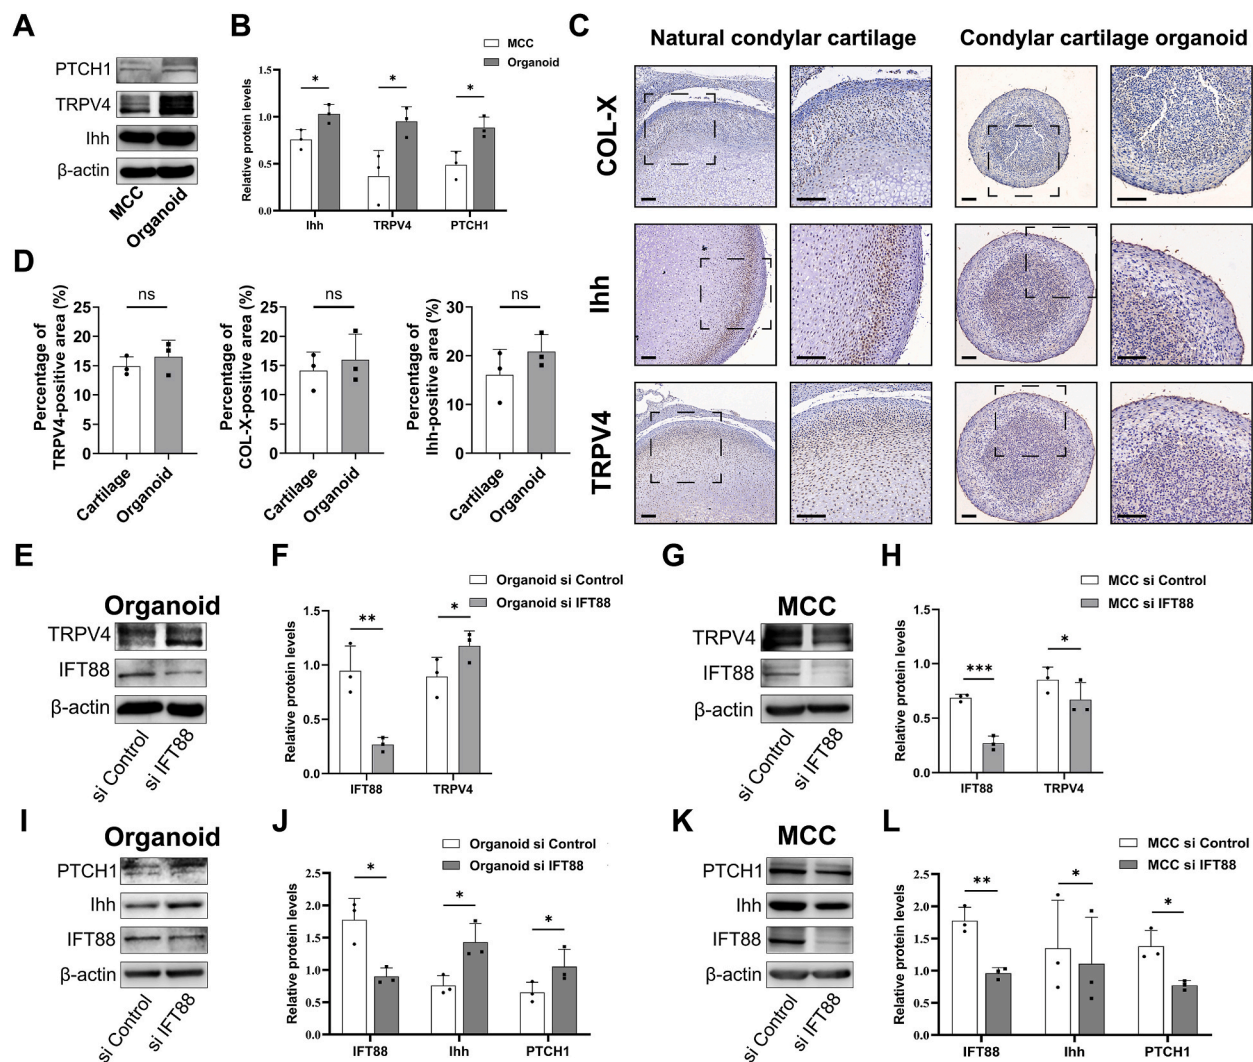 A
PTCH1
TRPV4
Ihh
β-actin
MCC
Organoid
B
MCC
Organoid
Relative protein levels
1.5
1.0
0.5
0.0
*
*
*
Ihh
TRPV4
PTCH1
C
Natural condylar cartilage
Condylar cartilage organoid
COL-X
Ihh
TRPV4
D
Percentage of
TRPV4-positive area (%)
25
20
15
10
5
0
ns
Cartilage
Organoid
Percentage of
COL-X-positive area (%)
25
20
15
10
5
0
ns
Cartilage
Organoid
Percentage of
Ihh-positive area (%)
30
20
10
0
ns
Cartilage
Organoid
E
Organoid
TRPV4
IFT88
β-actin
si Control
si IFT88
F
Organoid si Control
Organoid si IFT88
Relative protein levels
1.5
1.0
0.5
0.0
**
*
IFT88
TRPV4
G
MCC
TRPV4
IFT88
β-actin
si Control
si IFT88
H
MCC si Control
MCC si IFT88
Relative protein levels
1.5
1.0
0.5
0.0
***
*
IFT88
TRPV4
I
Organoid
PTCH1
Ihh
IFT88
β-actin
si Control
si IFT88
J
Organoid si Control
Organoid si IFT88
Relative protein levels
2.5
2.0
1.5
1.0
0.5
0.0
*
*
*
IFT88
Ihh
PTCH1
K
MCC
PTCH1
Ihh
IFT88
β-actin
si Control
si IFT88
L
MCC si Control
MCC si IFT88
Relative protein levels
2.5
2.0
1.5
1.0
0.5
0.0
**
*
*
IFT88
Ihh
PTCH1